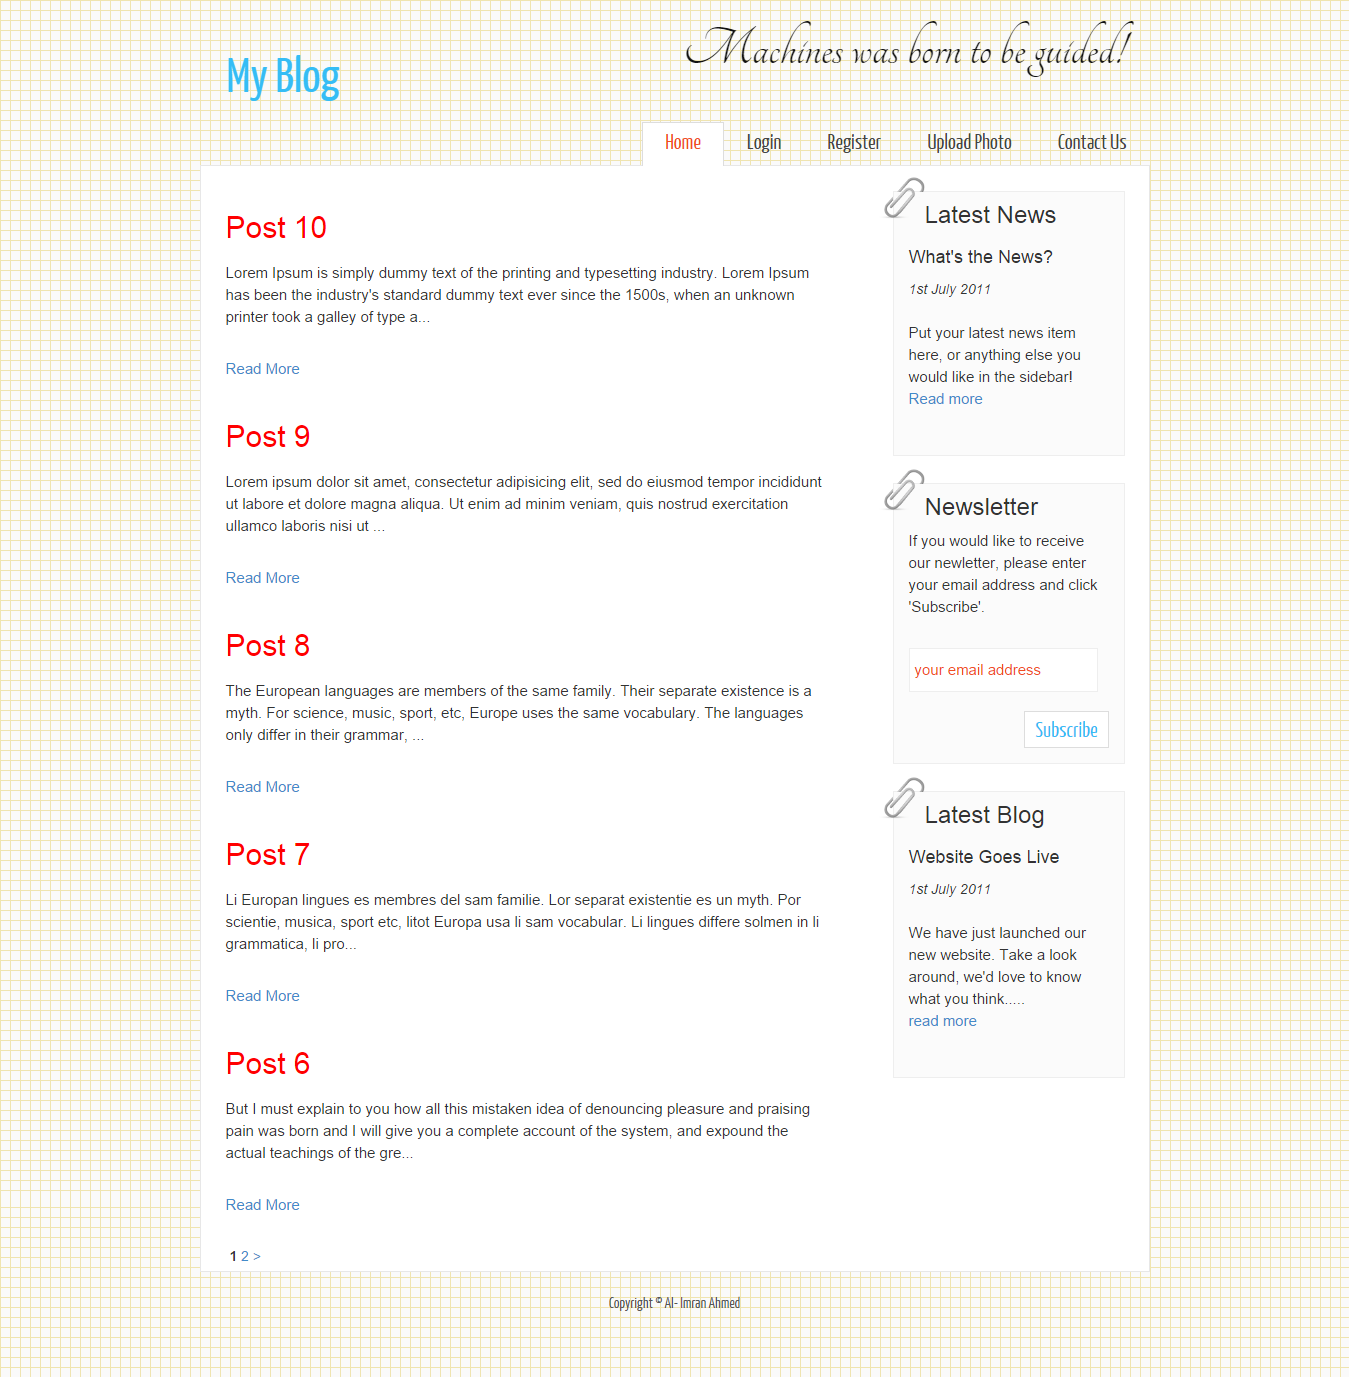 Machines was born to be guided!
My Blog
Home Login Register Upload Photo Contact Us
Post 10
Lorem Ipsum is simply dummy text of the printing and typesetting industry. Lorem Ipsum
has been the industry's standard dummy text ever since the 1500s, when an unknown
printer took a galley of type a...
Read More
Post 9
Lorem ipsum dolor sit amet, consectetur adipisicing elit, sed do eiusmod tempor incididunt
ut labore et dolore magna aliqua. Ut enim ad minim veniam, quis nostrud exercitation
ullamco laboris nisi ut ...
Read More
Post 8
The European languages are members of the same family. Their separate existence is a
myth. For science, music, sport, etc, Europe uses the same vocabulary. The languages
only differ in their grammar, ...
Read More
Post 7
Li Europan lingues es membres del sam familie. Lor separat existentie es un myth. Por
scientie, musica, sport etc, litot Europa usa li sam vocabular. Li lingues differe solmen in li
grammatica, li pro...
Read More
Post 6
But I must explain to you how all this mistaken idea of denouncing pleasure and praising
pain was born and I will give you a complete account of the system, and expound the
actual teachings of the gre...
Read More
1 2 >
Latest News
What's the News?
1st July 2011
Put your latest news item
here, or anything else you
would like in the sidebar!
Read more
Newsletter
If you would like to receive
our newletter, please enter
your email address and click
'Subscribe'.
your email address
Subscribe
Latest Blog
Website Goes Live
1st July 2011
We have just launched our
new website. Take a look
around, we'd love to know
what you think.....
read more
Copyright © Al- Imran Ahmed